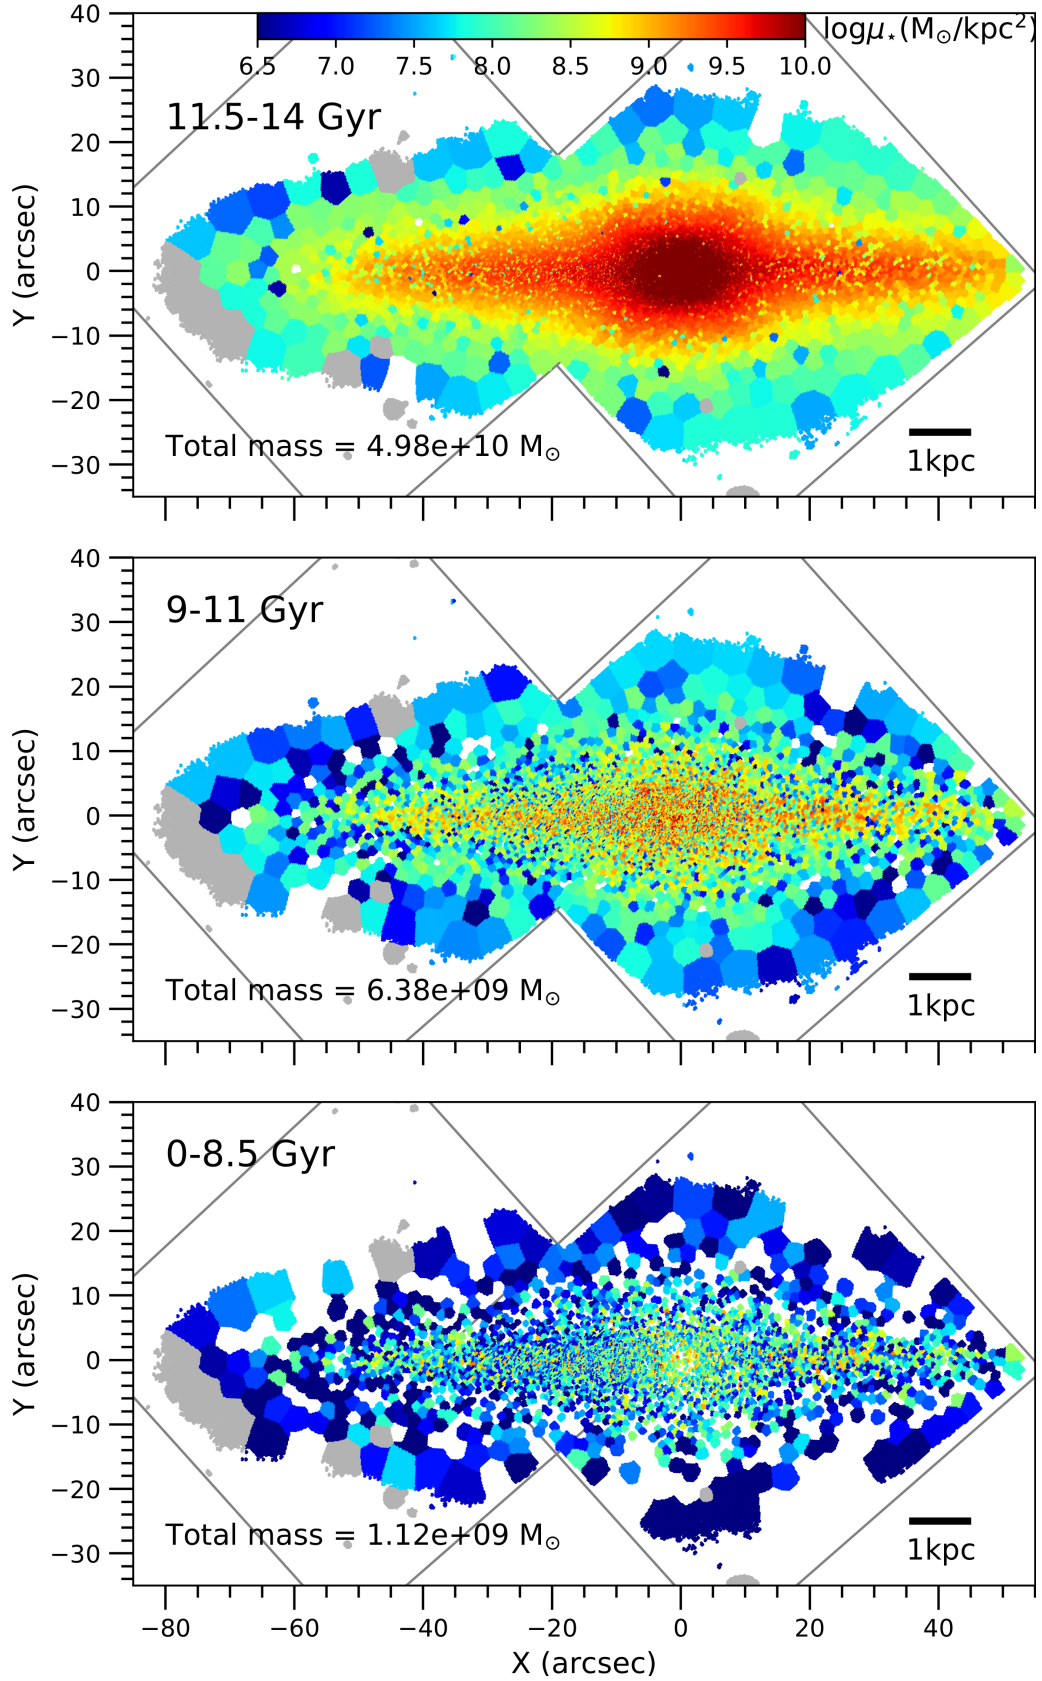 40
30
20
10
0
−10
−20
−30
Y (arcsec)
6.5 7.0 7.5 8.0 8.5 9.0 9.5 10.0
logμ⋆(M⊙/kpc²)
11.5-14 Gyr
Total mass = 4.98e+10 M⊙
1kpc
40
30
20
10
0
−10
−20
−30
Y (arcsec)
9-11 Gyr
Total mass = 6.38e+09 M⊙
1kpc
40
30
20
10
0
−10
−20
−30
Y (arcsec)
0-8.5 Gyr
Total mass = 1.12e+09 M⊙
1kpc
−80 −60 −40 −20 0 20 40
X (arcsec)